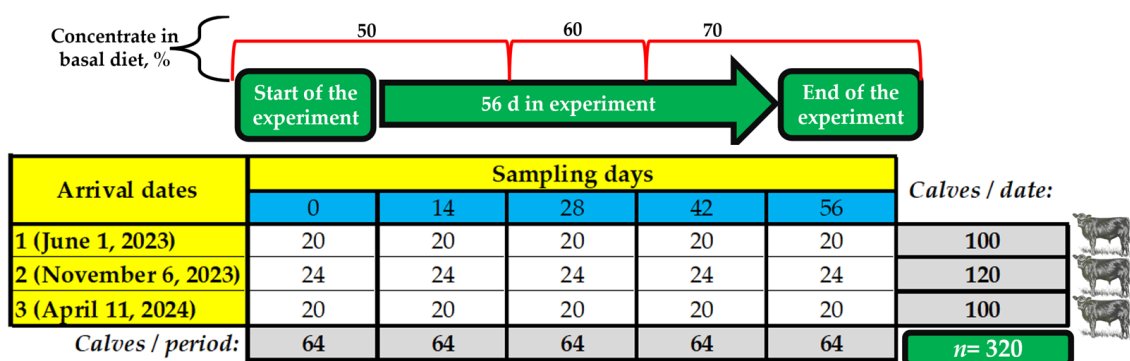 Concentrate in
basal diet, %
50 60 70
Start of the
experiment
56 d in experiment
End of the
experiment
Arrival dates
Sampling days
Calves / date:
0 14 28 42 56
1 (June 1, 2023) 20 20 20 20 20 100
2 (November 6, 2023) 24 24 24 24 24 120
3 (April 11, 2024) 20 20 20 20 20 100
Calves / period: 64 64 64 64 64
n= 320